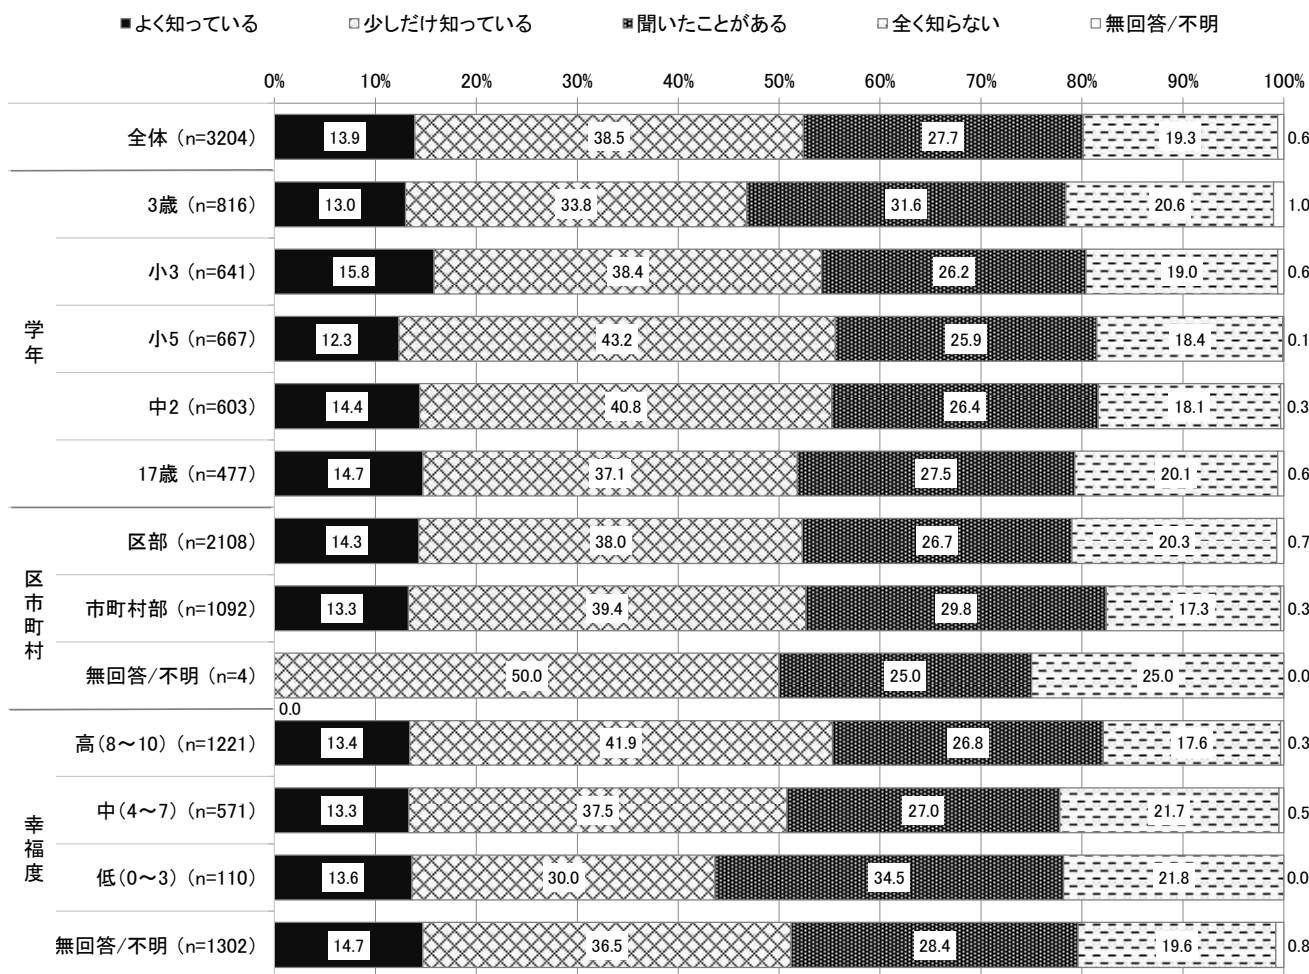 ■よく知っている □少しだけ知っている ■聞いたことがある □全く知らない □無回答/不明
0% 10% 20% 30% 40% 50% 60% 70% 80% 90% 100%
全体（n=3204） 13.9 38.5 27.7 19.3 0.6
学年
3歳（n=816） 13.0 33.8 31.6 20.6 1.0
小3（n=641） 15.8 38.4 26.2 19.0 0.6
小5（n=667） 12.3 43.2 25.9 18.4 0.1
中2（n=603） 14.4 40.8 26.4 18.1 0.3
17歳（n=477） 14.7 37.1 27.5 20.1 0.6
区市町村
区部（n=2108） 14.3 38.0 26.7 20.3 0.7
市町村部（n=1092） 13.3 39.4 29.8 17.3 0.3
無回答/不明（n=4） 50.0 25.0 25.0 0.0
0.0
幸福度
高（8～10）（n=1221） 13.4 41.9 26.8 17.6 0.3
中（4～7）（n=571） 13.3 37.5 27.0 21.7 0.5
低（0～3）（n=110） 13.6 30.0 34.5 21.8 0.0
無回答/不明（n=1302） 14.7 36.5 28.4 19.6 0.8